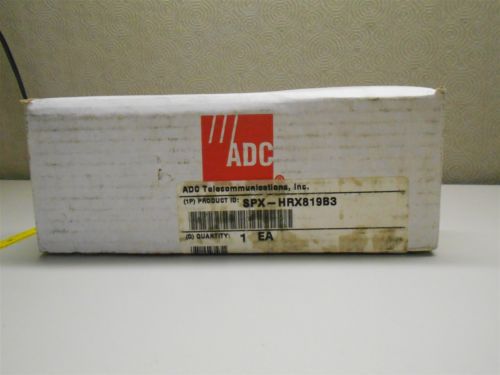 ADC
®
ADC Telecommunications, Inc.
(1P) PRODUCT ID: SPX-HRX819B3
(Q) QUANTITY: 1 EA